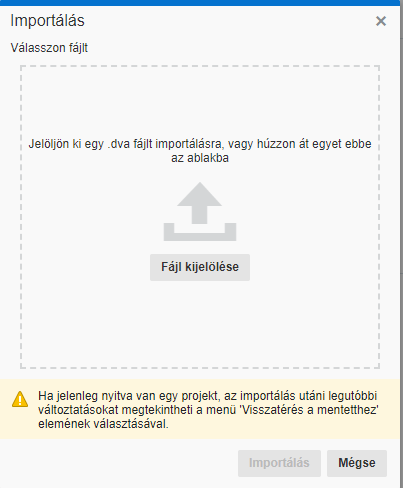 Importálás
Válasszon fájlt
Jelöljön ki egy .dva fájlt importálásra, vagy húzzon át egyet ebbe
az ablakba
Fájl kijelölése
Ha jelenleg nyitva van egy projekt, az importálás utáni legutóbbi
változtatásokat megtekintheti a menü 'Visszatérés a mentetthez'
elemének választásával.
Importálás
Mégse